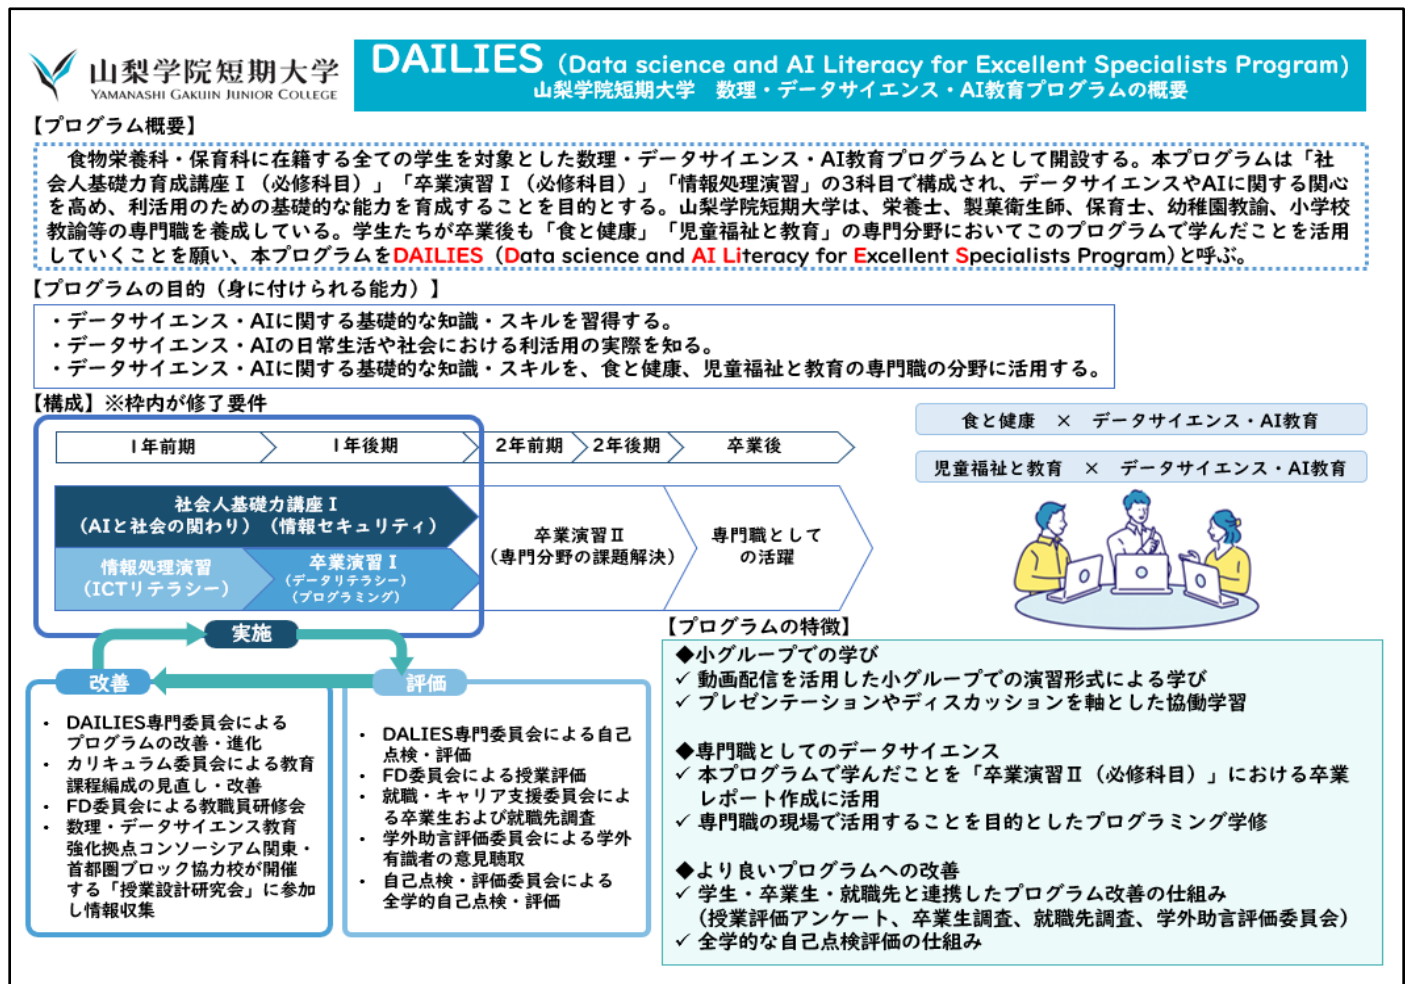 山梨学院短期大学
YAMANASHI GAKUIN JUNIOR COLLEGE
DAILIES (Data science and AI Literacy for Excellent Specialists Program)
山梨学院短期大学　数理・データサイエンス・AI教育プログラムの概要
【プログラム概要】
食物栄養科・保育科に在籍する全ての学生を対象とした数理・データサイエンス・AI教育プログラムとして開設する。本プログラムは「社
会人基礎力育成講座Ⅰ（必修科目）」「卒業演習Ⅰ（必修科目）」「情報処理演習」の3科目で構成され、データサイエンスやAIに関する関心
を高め、利活用のための基礎的な能力を育成することを目的とする。山梨学院短期大学は、栄養士、製菓衛生師、保育士、幼稚園教諭、小学校
教諭等の専門職を養成している。学生たちが卒業後も「食と健康」「児童福祉と教育」の専門分野においてこのプログラムで学んだことを活用
していくことを願い、本プログラムをDAILIES（Data science and AI Literacy for Excellent Specialists Program)と呼ぶ。
【プログラムの目的（身に付けられる能力）】
・データサイエンス・AIに関する基礎的な知識・スキルを習得する。
・データサイエンス・AIの日常生活や社会における利活用の実際を知る。
・データサイエンス・AIに関する基礎的な知識・スキルを、食と健康、児童福祉と教育の専門職の分野に活用する。
【構成】※枠内が修了要件
1年前期
1年後期
2年前期
2年後期
卒業後
社会人基礎力講座Ⅰ
（AIと社会の関わり）（情報セキュリティ）
情報処理演習
（ICTリテラシー）
卒業演習Ⅰ
（データリテラシー）
（プログラミング）
卒業演習Ⅱ
（専門分野の課題解決）
専門職として
の活躍
食と健康　×　データサイエンス・AI教育
児童福祉と教育　×　データサイエンス・AI教育
実施
改善
評価
• DAILIES専門委員会による
プログラムの改善・進化
• カリキュラム委員会による教育
課程編成の見直し・改善
• FD委員会による教職員研修会
• 数理・データサイエンス教育
強化拠点コンソーシアム関東・
首都圏ブロック協力校が開催
する「授業設計研究会」に参加
し情報収集
• DALIES専門委員会による自己
点検・評価
• FD委員会による授業評価
• 就職・キャリア支援委員会によ
る卒業生および就職先調査
• 学外助言評価委員会による学外
有識者の意見聴取
• 自己点検・評価委員会による
全学的自己点検・評価
【プログラムの特徴】
◆小グループでの学び
✓ 動画配信を活用した小グループでの演習形式による学び
✓ プレゼンテーションやディスカッションを軸とした協働学習
◆専門職としてのデータサイエンス
✓ 本プログラムで学んだことを「卒業演習Ⅱ（必修科目）」における卒業
レポート作成に活用
✓ 専門職の現場で活用することを目的としたプログラミング学修
◆より良いプログラムへの改善
✓ 学生・卒業生・就職先と連携したプログラム改善の仕組み
（授業評価アンケート、卒業生調査、就職先調査、学外助言評価委員会）
✓ 全学的な自己点検評価の仕組み